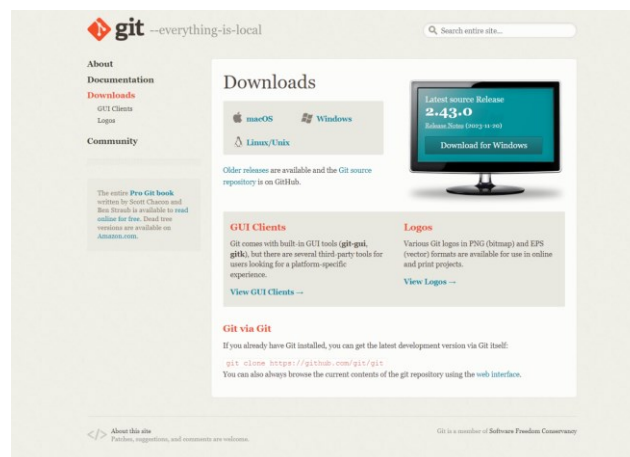 git --everything-is-local
Search entire site...
About
Documentation
Downloads
GUI Clients
Logos
Community
The entire Pro Git book
written by Scott Chacon and
Ben Straub is available to read
online for free. Dead tree
versions are available on
Amazon.com.
Downloads
macOS
Windows
Linux/Unix
Older releases are available and the Git source
repository is on GitHub.
Latest source Release
2.43.0
Release Notes (2023-11-20)
Download for Windows
GUI Clients
Git comes with built-in GUI tools (git-gui,
gitk), but there are several third-party tools for
users looking for a platform-specific
experience.
View GUI Clients →
Logos
Various Git logos in PNG (bitmap) and EPS
(vector) formats are available for use in online
and print projects.
View Logos →
Git via Git
If you already have Git installed, you can get the latest development version via Git itself:
git clone https://github.com/git/git
You can also always browse the current contents of the git repository using the web interface.
</> About this site
Patches, suggestions, and comments are welcome.
Git is a member of Software Freedom Conservancy